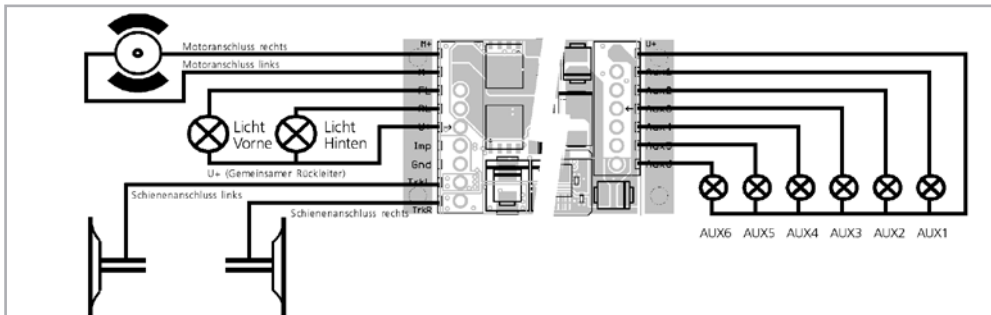 Motoranschluss rechts
Motoranschluss links
Licht
Vorne
Licht
Hinten
U+ (Gemeinsamer Rückleiter)
Schienenanschluss links
Schienenanschluss rechts
M+
Imp
Gnd
TrkR
U+
AUX6 AUX5 AUX4 AUX3 AUX2 AUX1